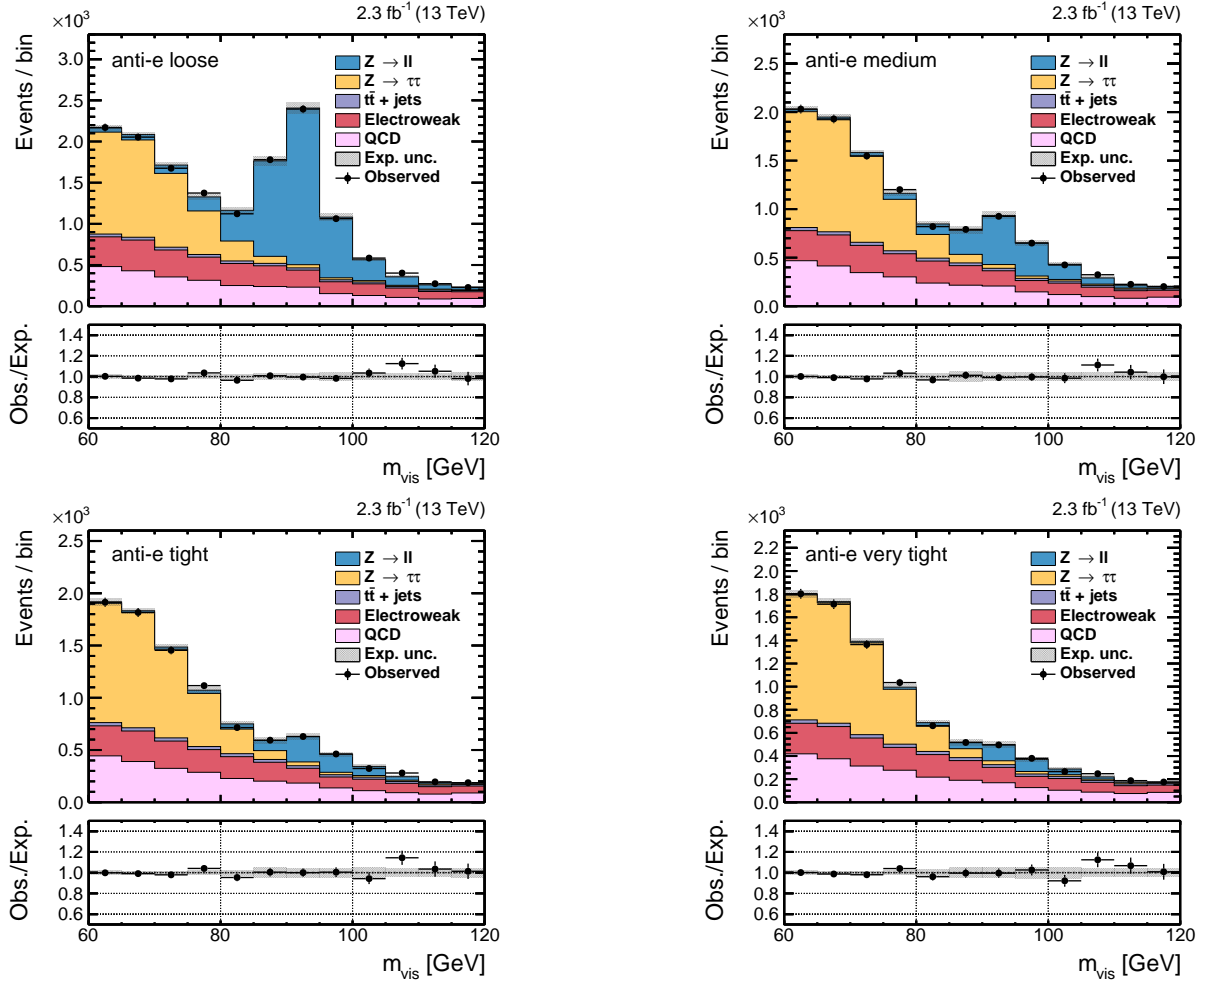 ×10³ 2.3 fb⁻¹ (13 TeV)
Events / bin
anti-e loose
3.0
2.5
2.0
1.5
1.0
0.5
0.0
Z → ll
Z → ττ
tt̄ + jets
Electroweak
QCD
Exp. unc.
Observed
Obs./Exp.
1.4
1.2
1.0
0.8
0.6
60 80 100 120
m_vis [GeV]
×10³ 2.3 fb⁻¹ (13 TeV)
Events / bin
anti-e medium
2.5
2.0
1.5
1.0
0.5
0.0
Z → ll
Z → ττ
tt̄ + jets
Electroweak
QCD
Exp. unc.
Observed
Obs./Exp.
1.4
1.2
1.0
0.8
0.6
60 80 100 120
m_vis [GeV]
×10³ 2.3 fb⁻¹ (13 TeV)
Events / bin
anti-e tight
2.5
2.0
1.5
1.0
0.5
0.0
Z → ll
Z → ττ
tt̄ + jets
Electroweak
QCD
Exp. unc.
Observed
Obs./Exp.
1.4
1.2
1.0
0.8
0.6
60 80 100 120
m_vis [GeV]
×10³ 2.3 fb⁻¹ (13 TeV)
Events / bin
anti-e very tight
2.2
2.0
1.8
1.6
1.4
1.2
1.0
0.8
0.6
0.4
0.2
0.0
Z → ll
Z → ττ
tt̄ + jets
Electroweak
QCD
Exp. unc.
Observed
Obs./Exp.
1.4
1.2
1.0
0.8
0.6
60 80 100 120
m_vis [GeV]